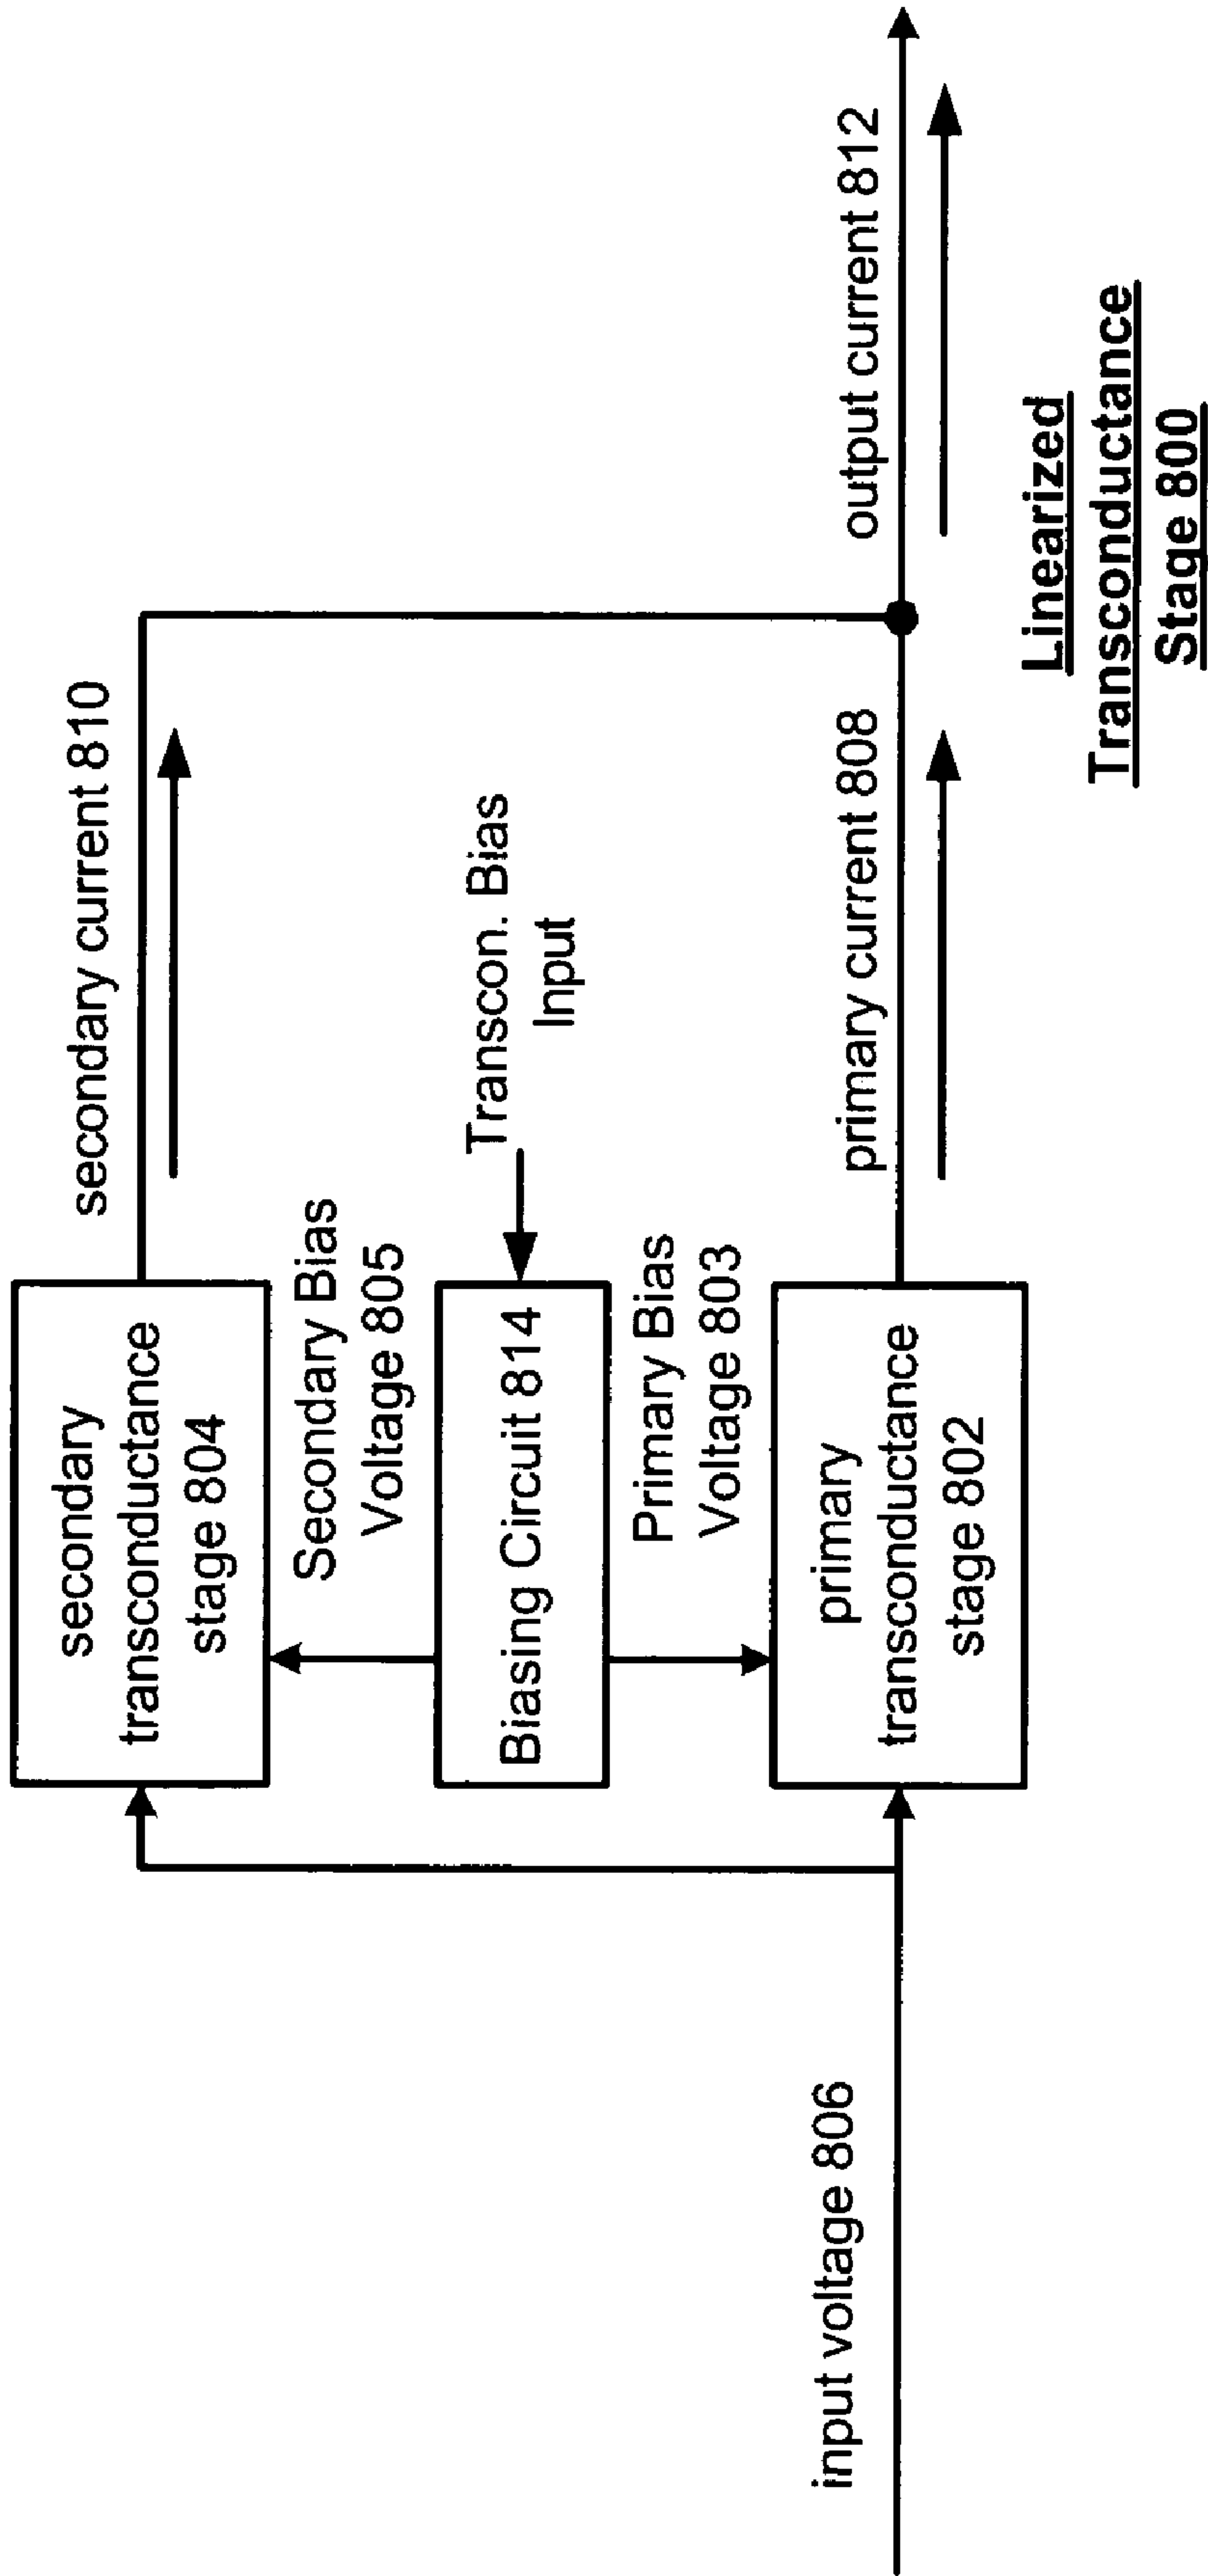 secondary
transconductance
stage 804
secondary current 810
Secondary Bias
Voltage 805
Biasing Circuit 814
Transcon. Bias
Input
Primary Bias
Voltage 803
input voltage 806
primary
transconductance
stage 802
primary current 808
output current 812
Linearized
Transconductance
Stage 800